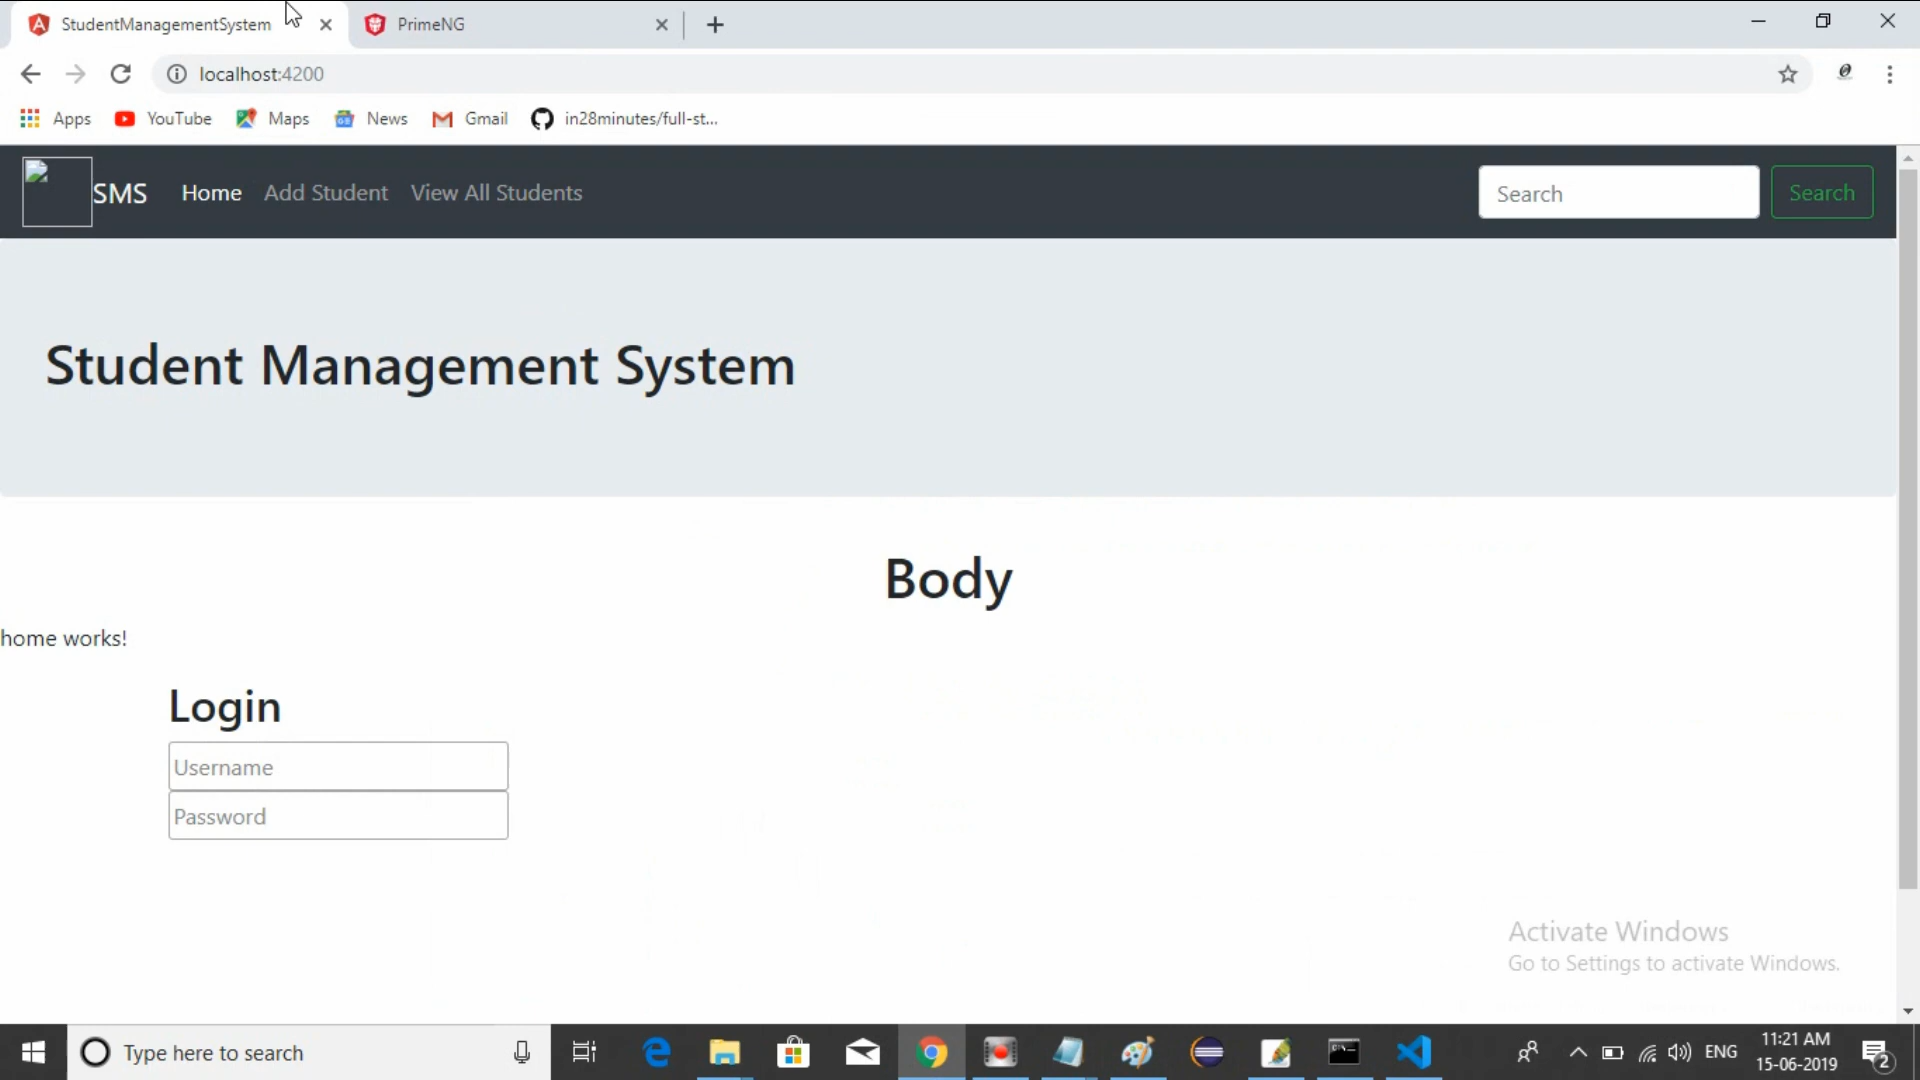 StudentManagementSystem
PrimeNG
localhost:4200
Apps
YouTube
Maps
News
Gmail
in28minutes/full-st...
SMS
Home
Add Student
View All Students
Search
Search
Student Management System
Body
home works!
Login
Username
Password
Activate Windows
Go to Settings to activate Windows.
Type here to search
ENG
11:21 AM
15-06-2019
2